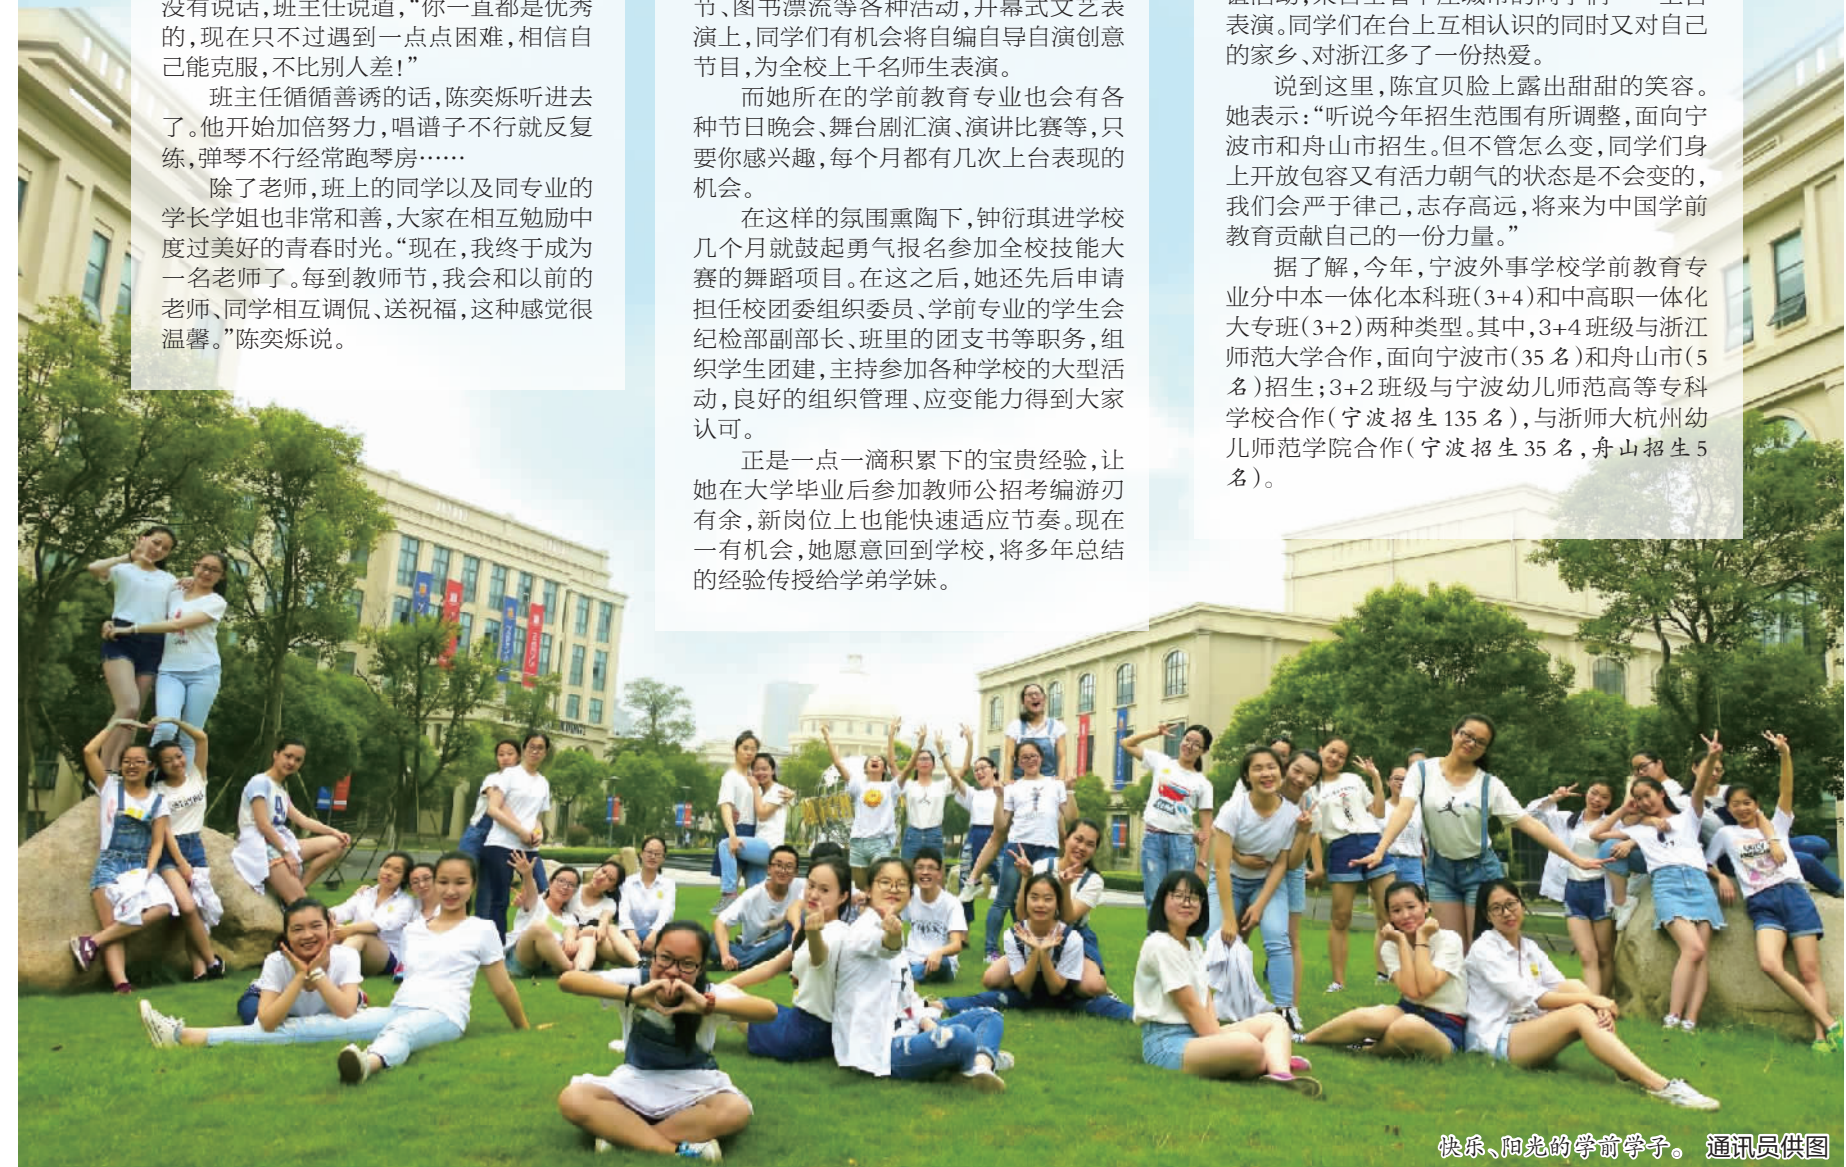 没有说话,班主任说道,“你一直都是优秀
的,现在只不过遇到一点点困难,相信自
己能克服,不比别人差!”
班主任循循善诱的话,陈奕烁听进去
了。他开始加倍努力,唱谱子不行就反复
练,弹琴不行经常跑琴房……
除了老师,班上的同学以及同专业的
学长学姐也非常和善,大家在相互勉励中
度过美好的青春时光。“现在,我终于成为
一名老师了。每到教师节,我会和以前的
老师、同学相互调侃、送祝福,这种感觉很
温馨。”陈奕烁说。
节、图书漂流等各种活动,开幕式文艺表
演上,同学们有机会将自编自导自演创意
节目,为全校上千名师生表演。
而她所在的学前教育专业也会有各
种节日晚会、舞台剧汇演、演讲比赛等,只
要你感兴趣,每个月都有几次上台表现的
机会。
在这样的氛围熏陶下,钟衍琪进学校
几个月就鼓起勇气报名参加全校技能大
赛的舞蹈项目。在这之后,她还先后申请
担任校团委组织委员、学前专业的学生会
纪检部副部长、班里的团支书等职务,组
织学生团建,主持参加各种学校的大型活
动,良好的组织管理、应变能力得到大家
认可。
正是一点一滴积累下的宝贵经验,让
她在大学毕业后参加教师公招考编游刃
有余,新岗位上也能快速适应节奏。现在
一有机会,她愿意回到学校,将多年总结
的经验传授给学弟学妹。
表演。同学们在台上互相认识的同时又对自己
的家乡、对浙江多了一份热爱。
说到这里,陈宜贝脸上露出甜甜的笑容。
她表示:“听说今年招生范围有所调整,面向宁
波市和舟山市招生。但不管怎么变,同学们身
上开放包容又有活力朝气的状态是不会变的,
我们会严于律己,志存高远,将来为中国学前
教育贡献自己的一份力量。”
据了解,今年,宁波外事学校学前教育专
业分中本一体化本科班(3+4)和中高职一体化
大专班(3+2)两种类型。其中,3+4班级与浙江
师范大学合作,面向宁波市(35名)和舟山市(5
名)招生;3+2班级与宁波幼儿师范高等专科
学校合作(宁波招生135名),与浙师大杭州幼
儿师范学院合作(宁波招生35名,舟山招生5
名)。
快乐、阳光的学前学子。 通讯员供图